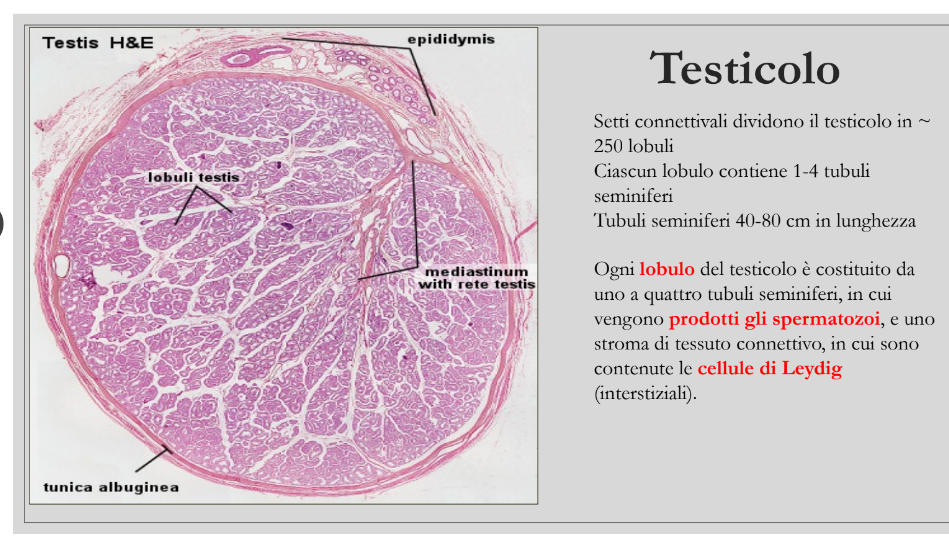 Testis H&E
epididymis
lobuli testis
mediastinum
with rete testis
tunica albuginea
Testicolo
Setti connettivali dividono il testicolo in ~
250 lobuli
Ciascun lobulo contiene 1-4 tubuli
seminiferi
Tubuli seminiferi 40-80 cm in lunghezza
Ogni lobulo del testicolo è costituito da
uno a quattro tubuli seminiferi, in cui
vengono prodotti gli spermatozoi, e uno
stroma di tessuto connettivo, in cui sono
contenute le cellule di Leydig
(interstiziali).